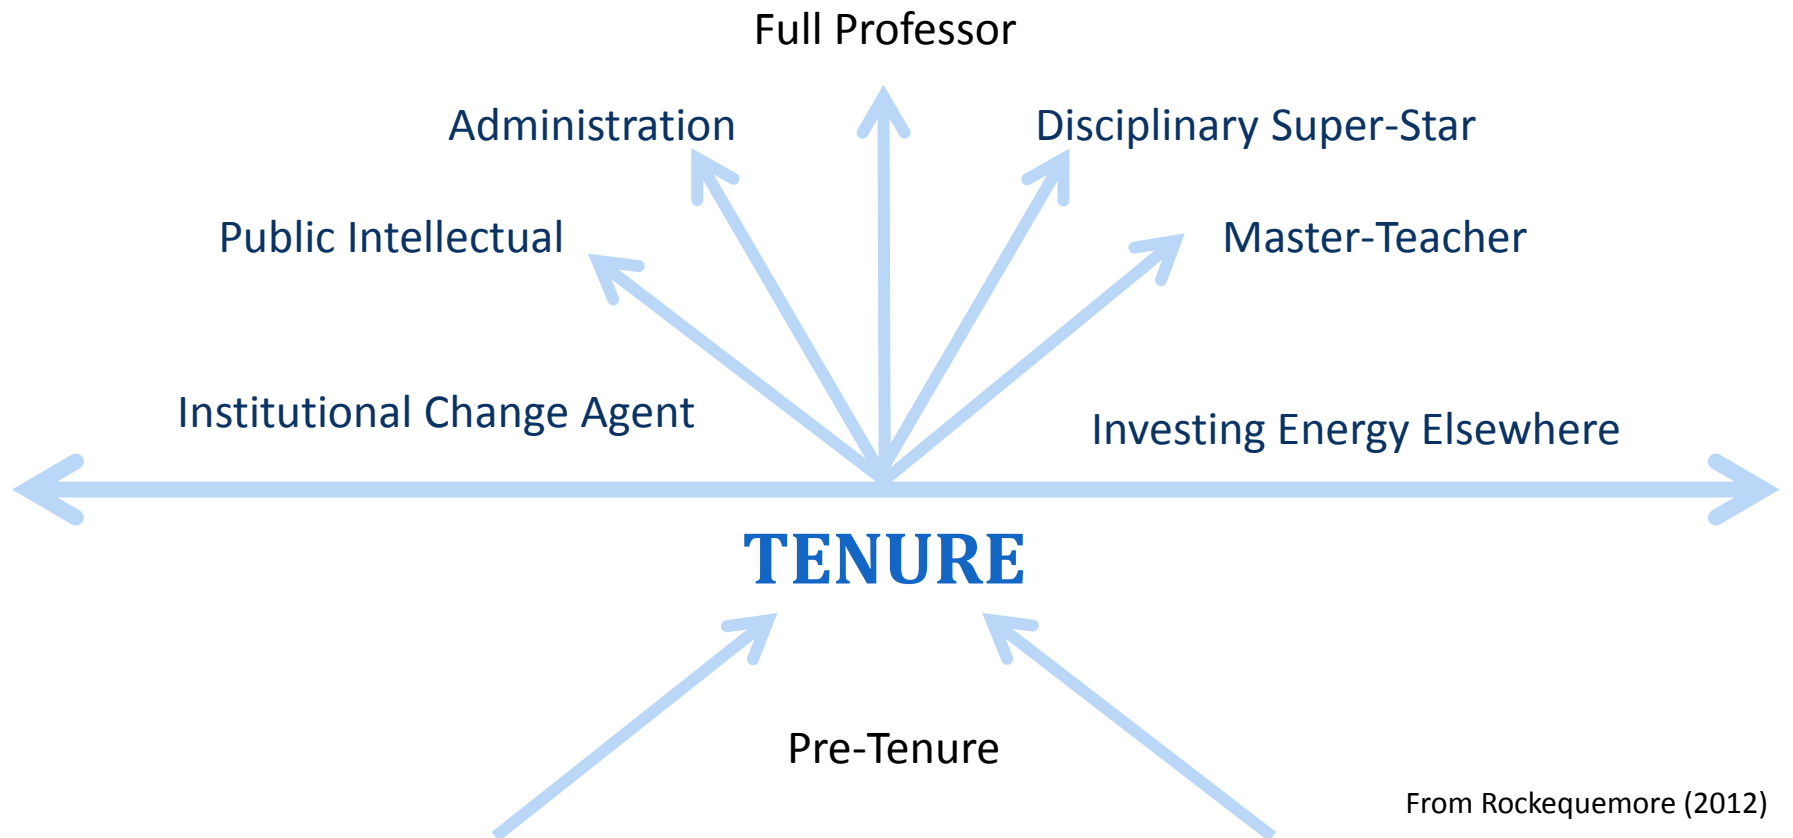 Full Professor
Administration
Disciplinary Super-Star
Public Intellectual
Master-Teacher
Institutional Change Agent
Investing Energy Elsewhere
TENURE
Pre-Tenure
From Rockequemore (2012)